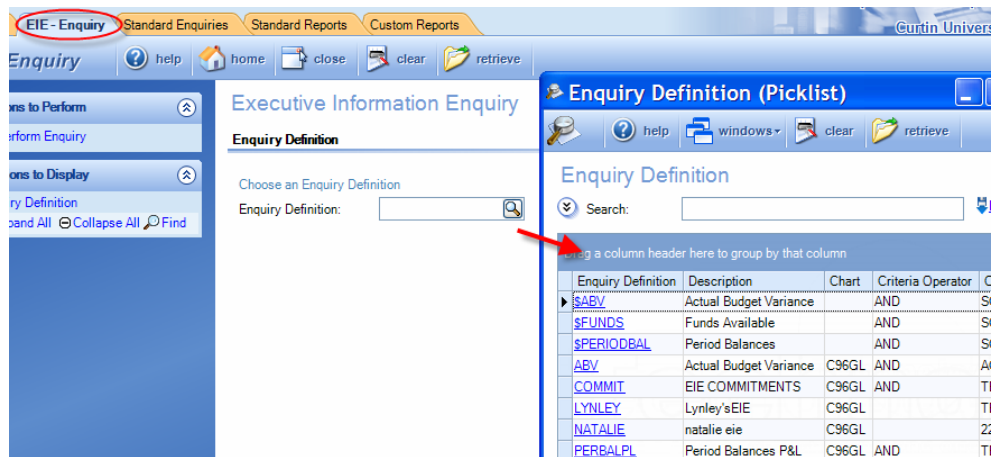 EIE - Enquiry Standard Enquiries Standard Reports Custom Reports
Curtin Univers
Enquiry help home close clear retrieve
ons to Perform
erform Enquiry
ons to Display
ry Definition
pand All Collapse All Find
Executive Information Enquiry
Enquiry Definition
Choose an Enquiry Definition
Enquiry Definition:
Enquiry Definition (Picklist)
help windows clear retrieve
Enquiry Definition
Search:
Drag a column header here to group by that column
Enquiry Definition Description Chart Criteria Operator C
$ABV Actual Budget Variance AND S
$FUNDS Funds Available AND S
$PERIODBAL Period Balances AND S
ABV Actual Budget Variance C96GL AND A
COMMIT EIE COMMITMENTS C96GL AND T
LYNLEY Lynley'sEIE C96GL T
NATALIE natalie eie C96GL 22
PERBALPL Period Balances P&L C96GL AND T